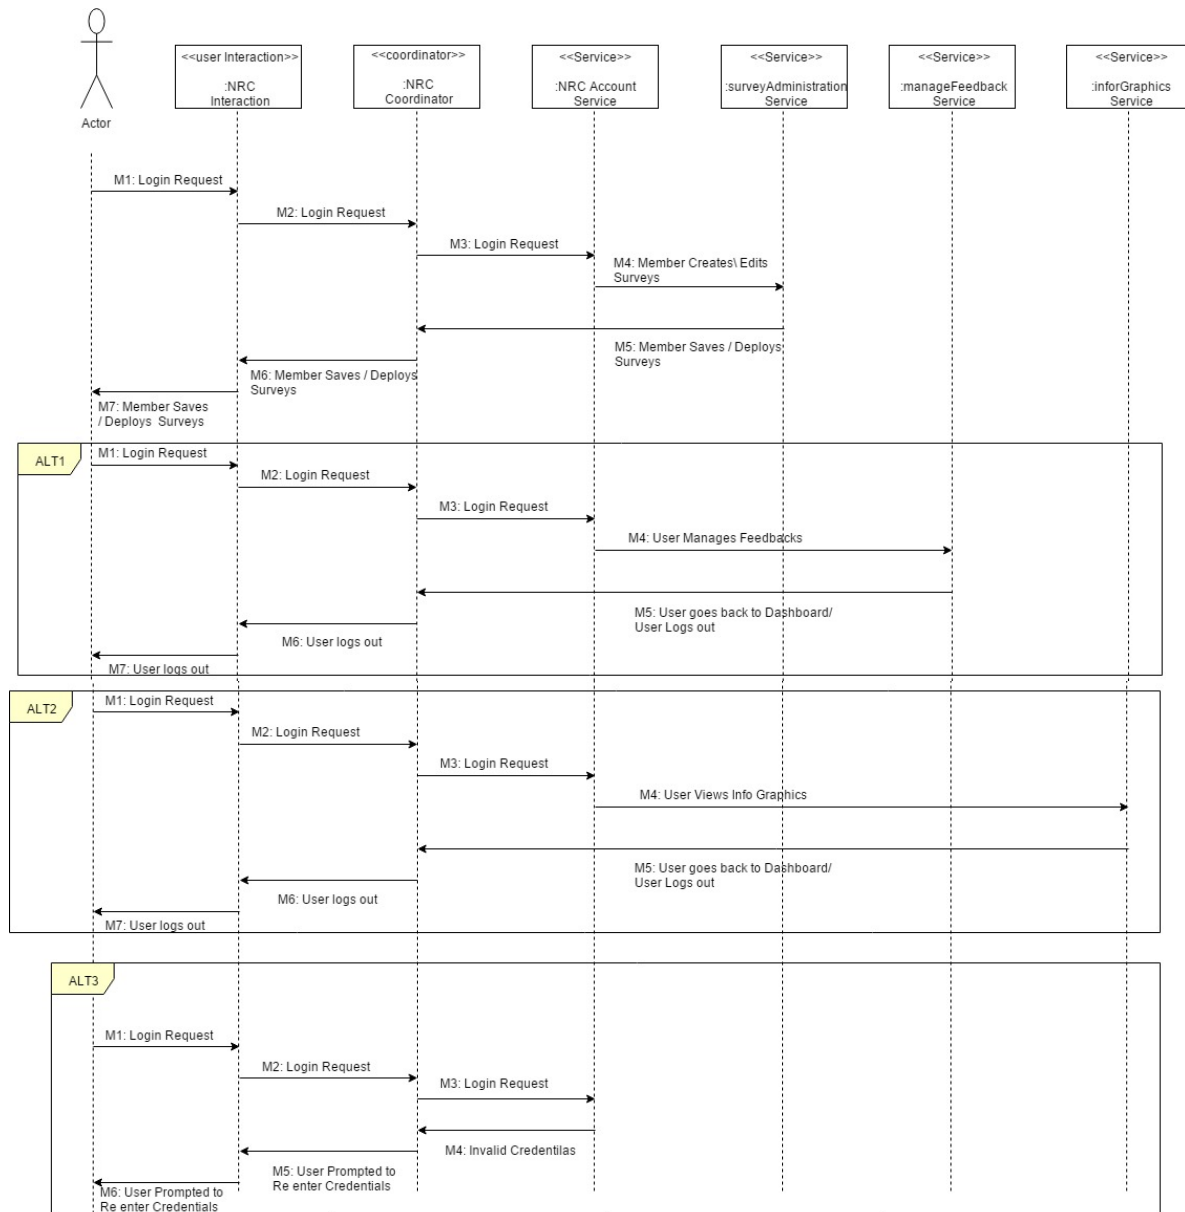 Actor
<<user Interaction>>
:NRC
Interaction
<<coordinator>>
:NRC
Coordinator
<<Service>>
:NRC Account
Service
<<Service>>
:surveyAdministration
Service
<<Service>>
:manageFeedback
Service
<<Service>>
:inforGraphics
Service
M1: Login Request
M2: Login Request
M3: Login Request
M4: Member Creates\ Edits
Surveys
M5: Member Saves / Deploys
Surveys
M6: Member Saves / Deploys
Surveys
M7: Member Saves
/ Deploys Surveys
ALT1
M1: Login Request
M2: Login Request
M3: Login Request
M4: User Manages Feedbacks
M5: User goes back to Dashboard/
User Logs out
M6: User logs out
M7: User logs out
ALT2
M1: Login Request
M2: Login Request
M3: Login Request
M4: User Views Info Graphics
M5: User goes back to Dashboard/
User Logs out
M6: User logs out
M7: User logs out
ALT3
M1: Login Request
M2: Login Request
M3: Login Request
M4: Invalid Credentilas
M5: User Prompted to
Re enter Credentials
M6: User Prompted to
Re enter Credentials